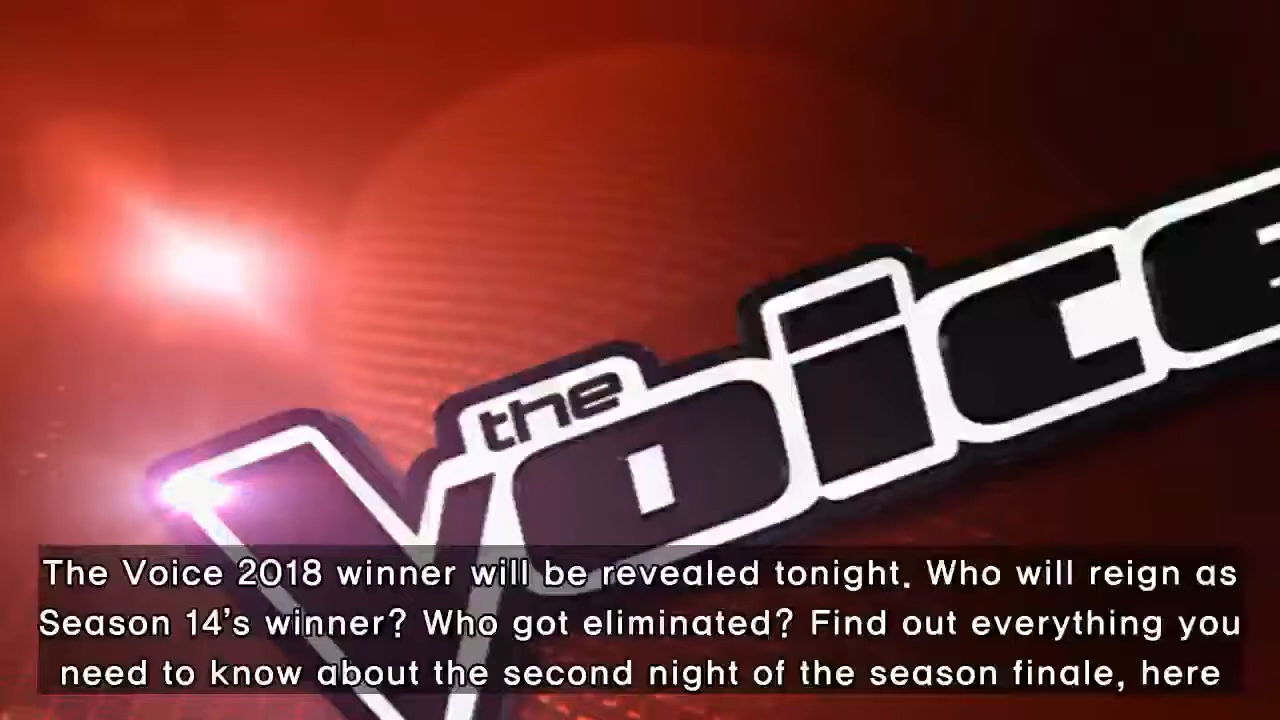 the
Voice
The Voice 2018 winner will be revealed tonight. Who will reign as
Season 14's winner? Who got eliminated? Find out everything you
need to know about the second night of the season finale, here